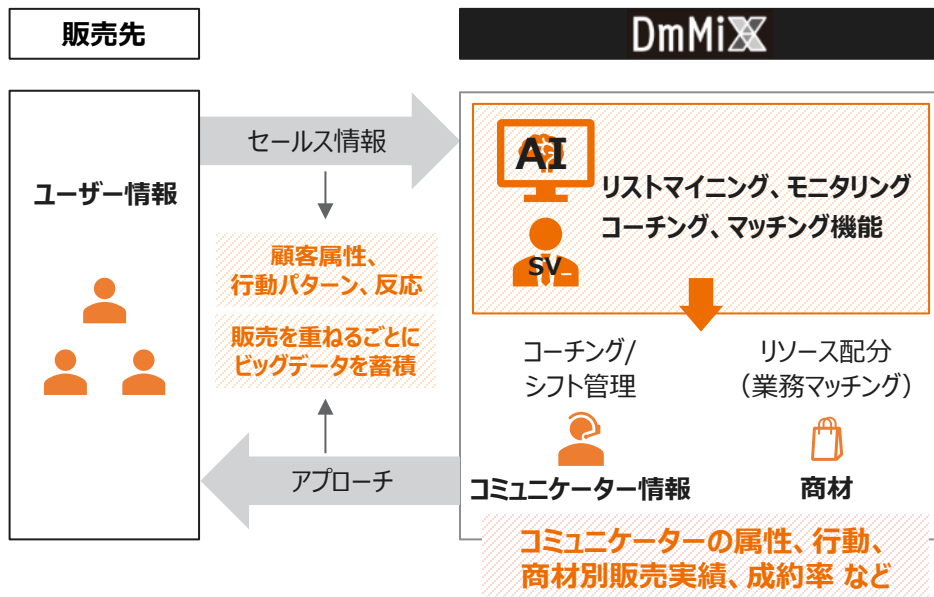 販売先
DmMiX
ユーザー情報
セールス情報
顧客属性、
行動パターン、反応
販売を重ねるごとに
ビッグデータを蓄積
アプローチ
AI
SV
リストマイニング、モニタリング
コーチング、マッチング機能
コーチング/
シフト管理
コミュニケーター情報
リソース配分
（業務マッチング）
商材
コミュニケーターの属性、行動、
商材別販売実績、成約率 など